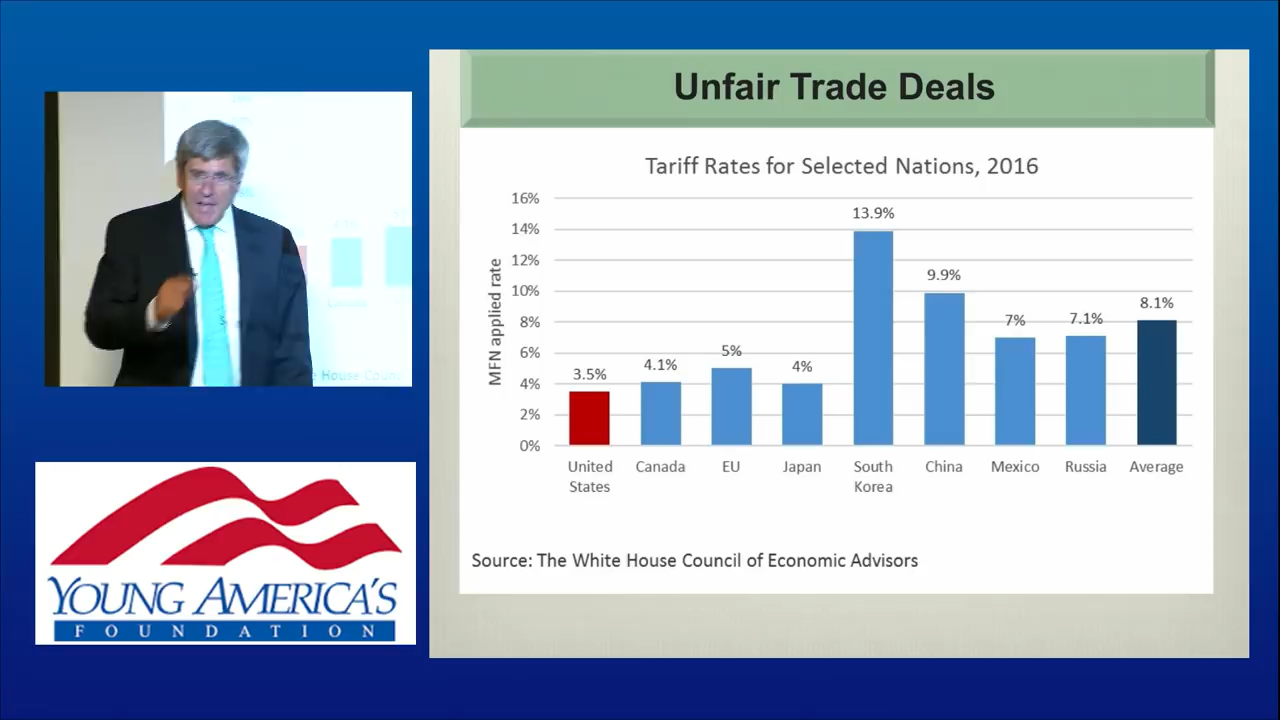 Unfair Trade Deals
Tariff Rates for Selected Nations, 2016
MFN applied rate
16%
14%
12%
10%
8%
6%
4%
2%
0%
3.5%
4.1%
5%
4%
13.9%
9.9%
7%
7.1%
8.1%
United States
Canada
EU
Japan
South Korea
China
Mexico
Russia
Average
Source: The White House Council of Economic Advisors
House Counc
YOUNG AMERICA'S
FOUNDATION